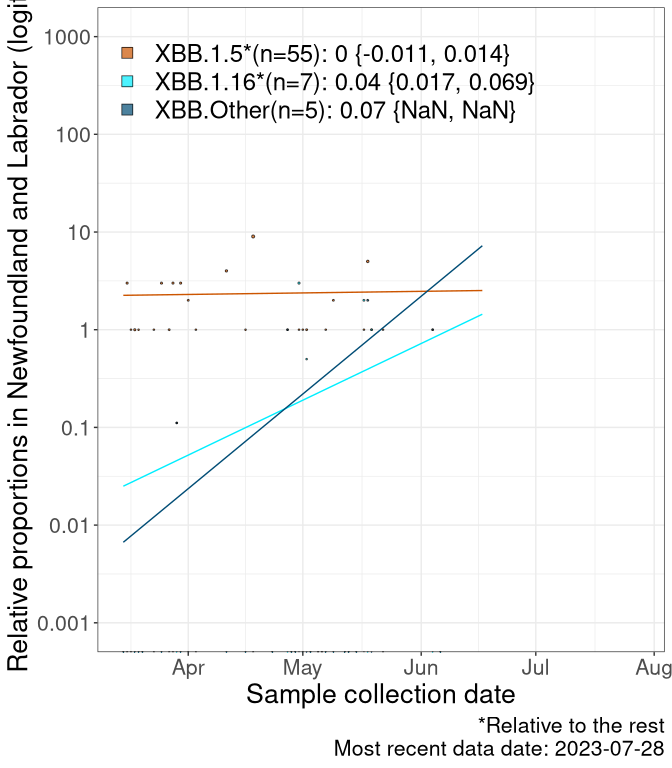 Relative proportions in Newfoundland and Labrador (logit
1000
100
10
1
0.1
0.01
0.001
XBB.1.5*(n=55): 0 {-0.011, 0.014}
XBB.1.16*(n=7): 0.04 {0.017, 0.069}
XBB.Other(n=5): 0.07 {NaN, NaN}
Apr May Jun Jul Aug
Sample collection date
*Relative to the rest
Most recent data date: 2023-07-28